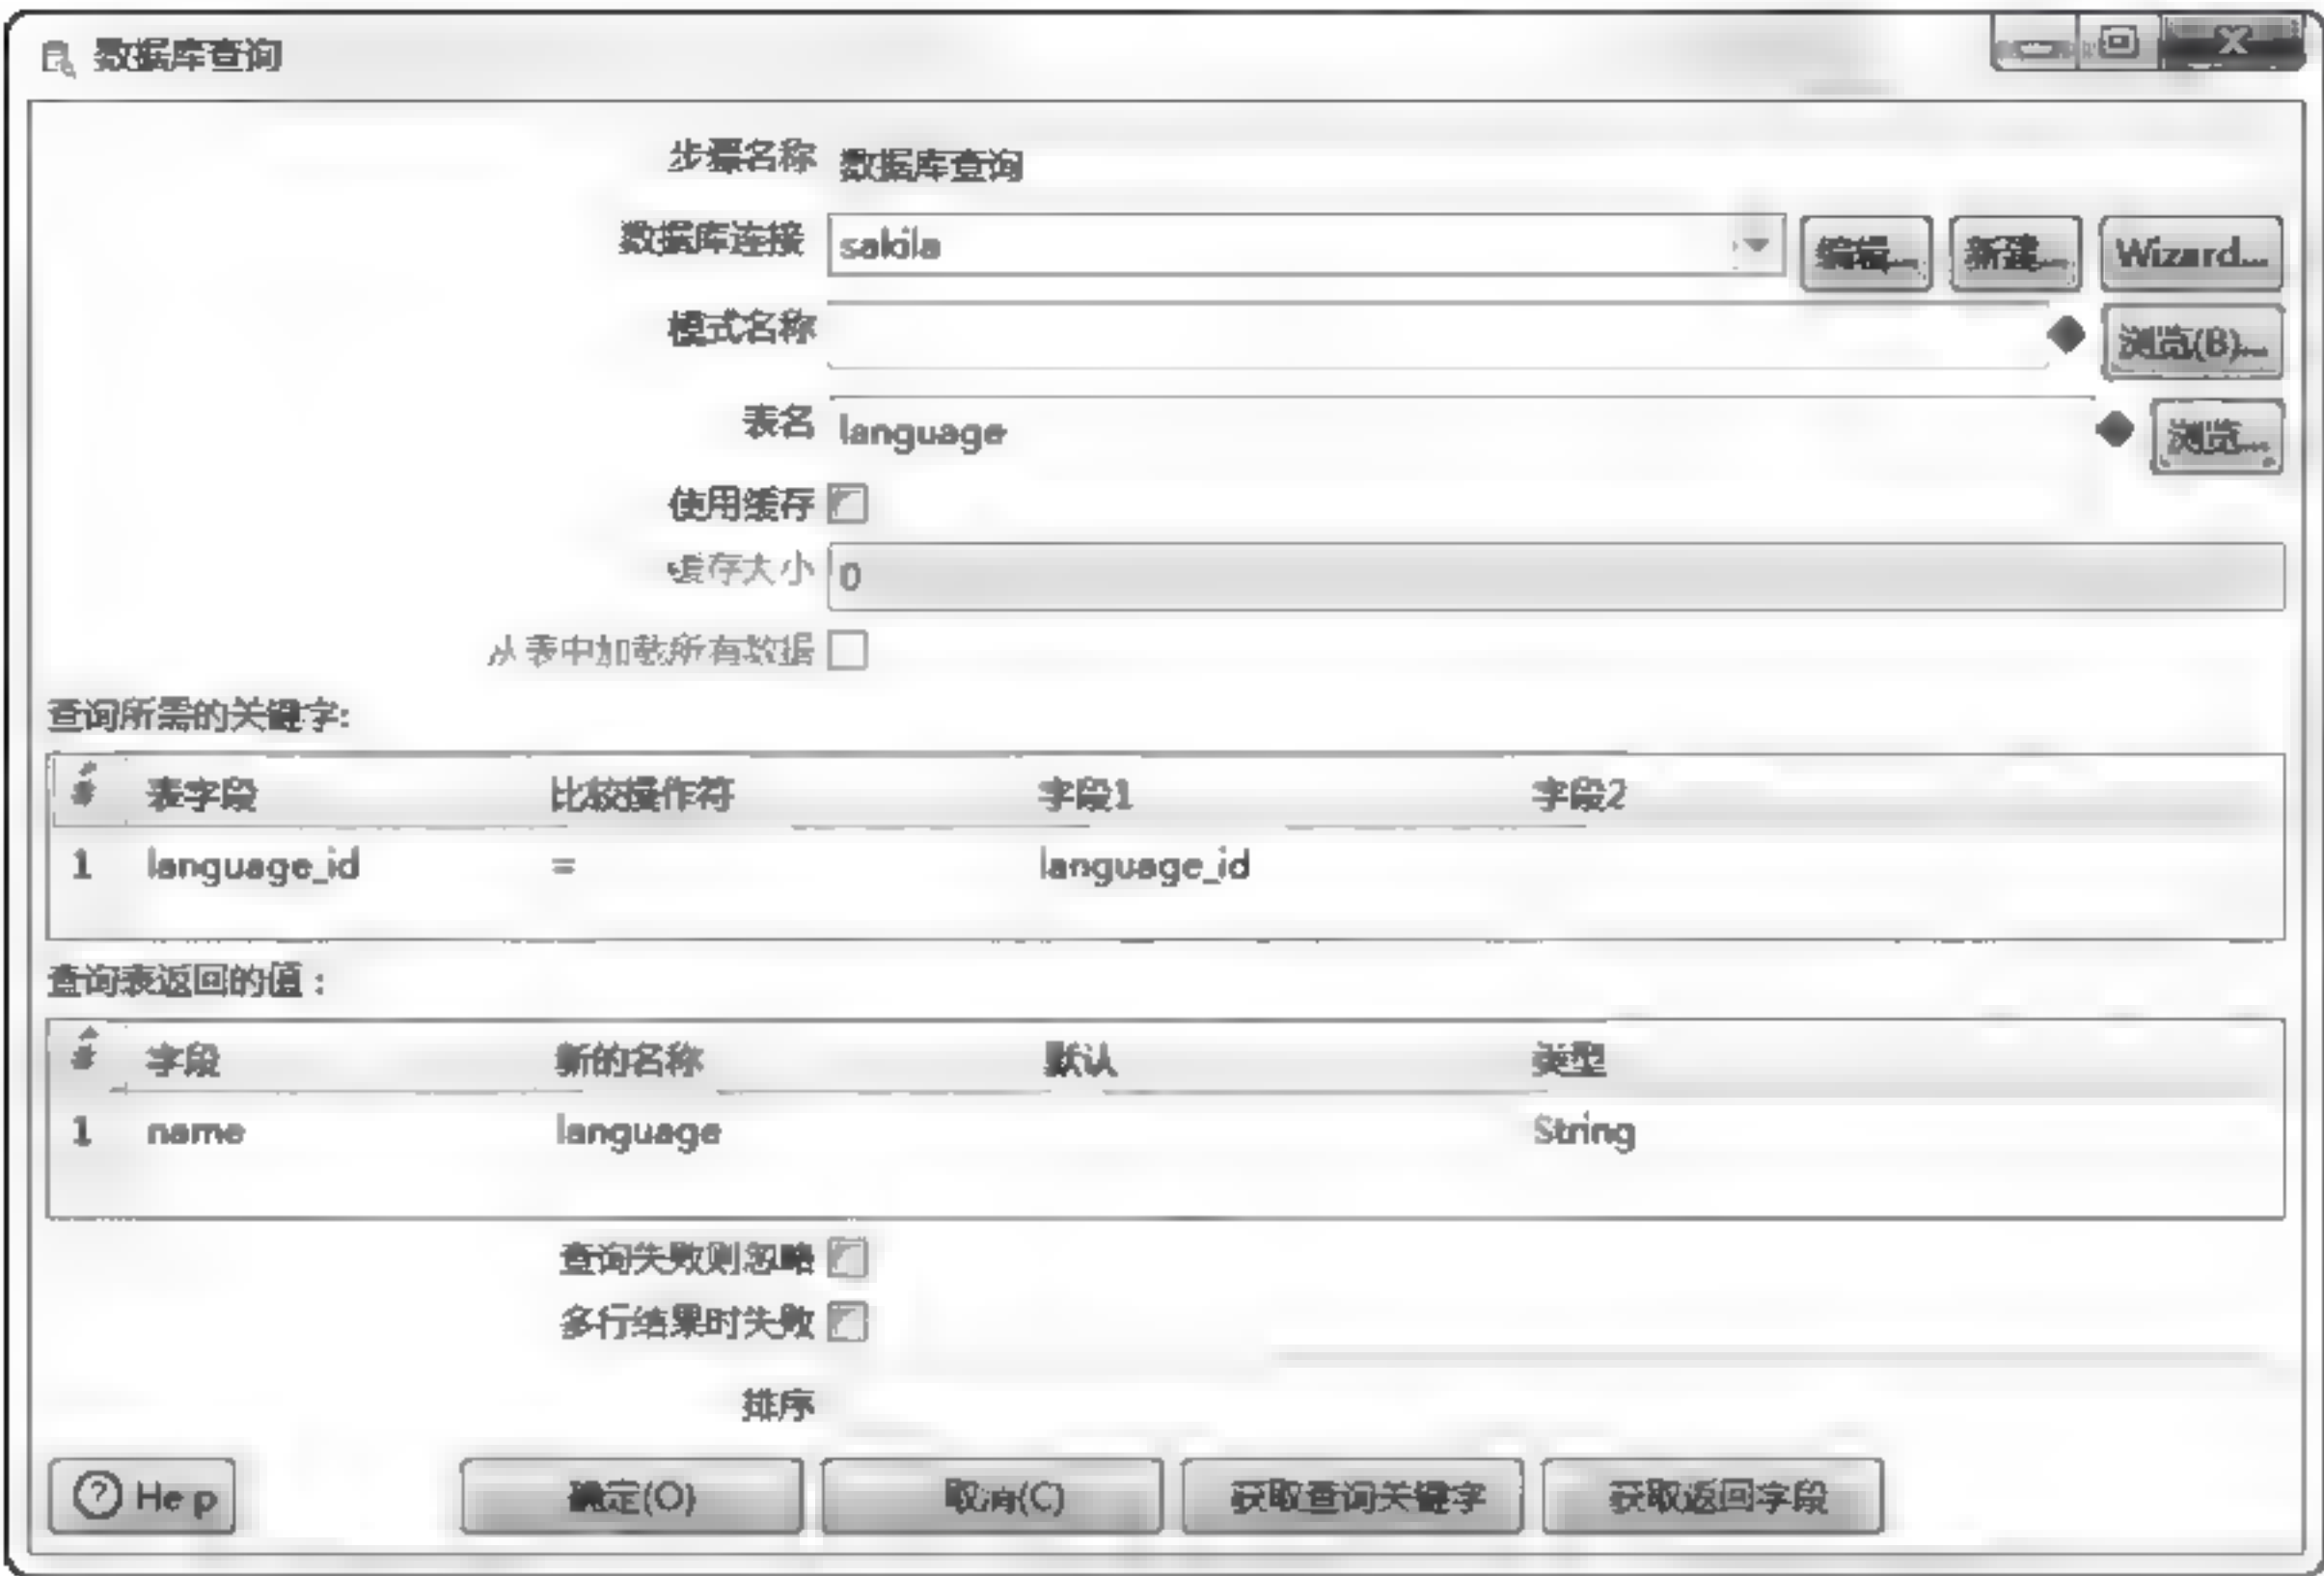 数据库查询
步骤名称 数据库查询
数据库连接 sakila 编辑... 新建... Wizard...
模式名称 浏览(B)...
表名 language 浏览...
使用缓存
缓存大小 0
从表中加载所有数据
查询所需的关键字:
# 表字段 比较操作符 字段1 字段2
1 language_id = language_id
查询表返回的值：
# 字段 新的名称 默认 类型
1 name language String
查询失败则忽略
多行结果时失败
排序
Help 确定(O) 取消(C) 获取查询关键字 获取返回字段